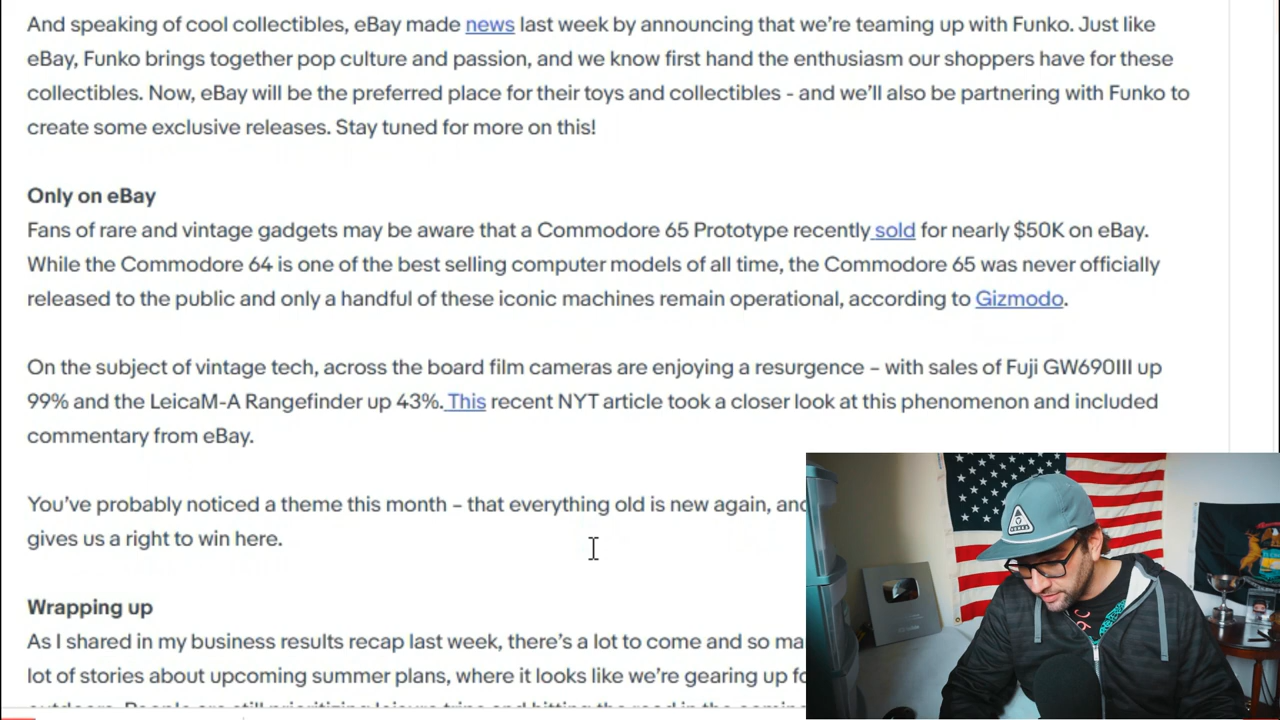 And speaking of cool collectibles, eBay made news last week by announcing that we're teaming up with Funko. Just like
eBay, Funko brings together pop culture and passion, and we know first hand the enthusiasm our shoppers have for these
collectibles. Now, eBay will be the preferred place for their toys and collectibles - and we'll also be partnering with Funko to
create some exclusive releases. Stay tuned for more on this!
Only on eBay
Fans of rare and vintage gadgets may be aware that a Commodore 65 Prototype recently sold for nearly $50K on eBay.
While the Commodore 64 is one of the best selling computer models of all time, the Commodore 65 was never officially
released to the public and only a handful of these iconic machines remain operational, according to Gizmodo.
On the subject of vintage tech, across the board film cameras are enjoying a resurgence – with sales of Fuji GW690III up
99% and the LeicaM-A Rangefinder up 43%. This recent NYT article took a closer look at this phenomenon and included
commentary from eBay.
You've probably noticed a theme this month – that everything old is new again, and
gives us a right to win here.
Wrapping up
As I shared in my business results recap last week, there's a lot to come and so ma
lot of stories about upcoming summer plans, where it looks like we're gearing up fo